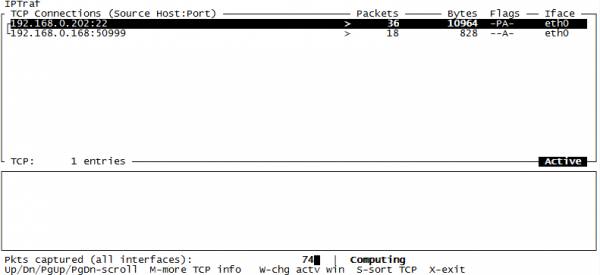 IPTraf
TCP Connections (Source Host:Port) Packets Bytes Flags Iface
192.168.0.202:22 > 36 10964 -PA- eth0
192.168.0.168:50999 > 18 828 --A- eth0
TCP: 1 entries Active
Pkts captured (all interfaces): 74 | Computing
Up/Dn/PgUp/PgDn-scroll M-more TCP info W-chg actv win S-sort TCP X-exit